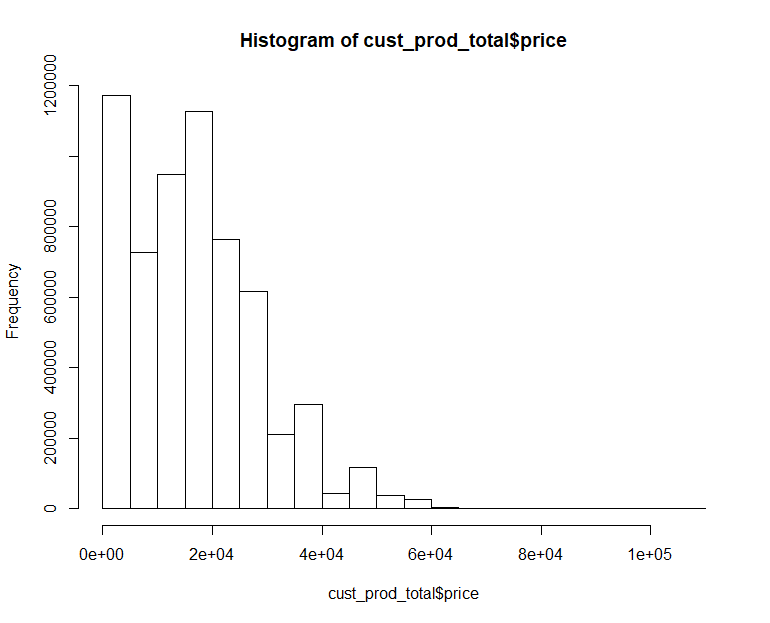 Histogram of cust_prod_total$price
Frequency
1200000
800000
600000
400000
200000
0
0e+00 2e+04 4e+04 6e+04 8e+04 1e+05
cust_prod_total$price